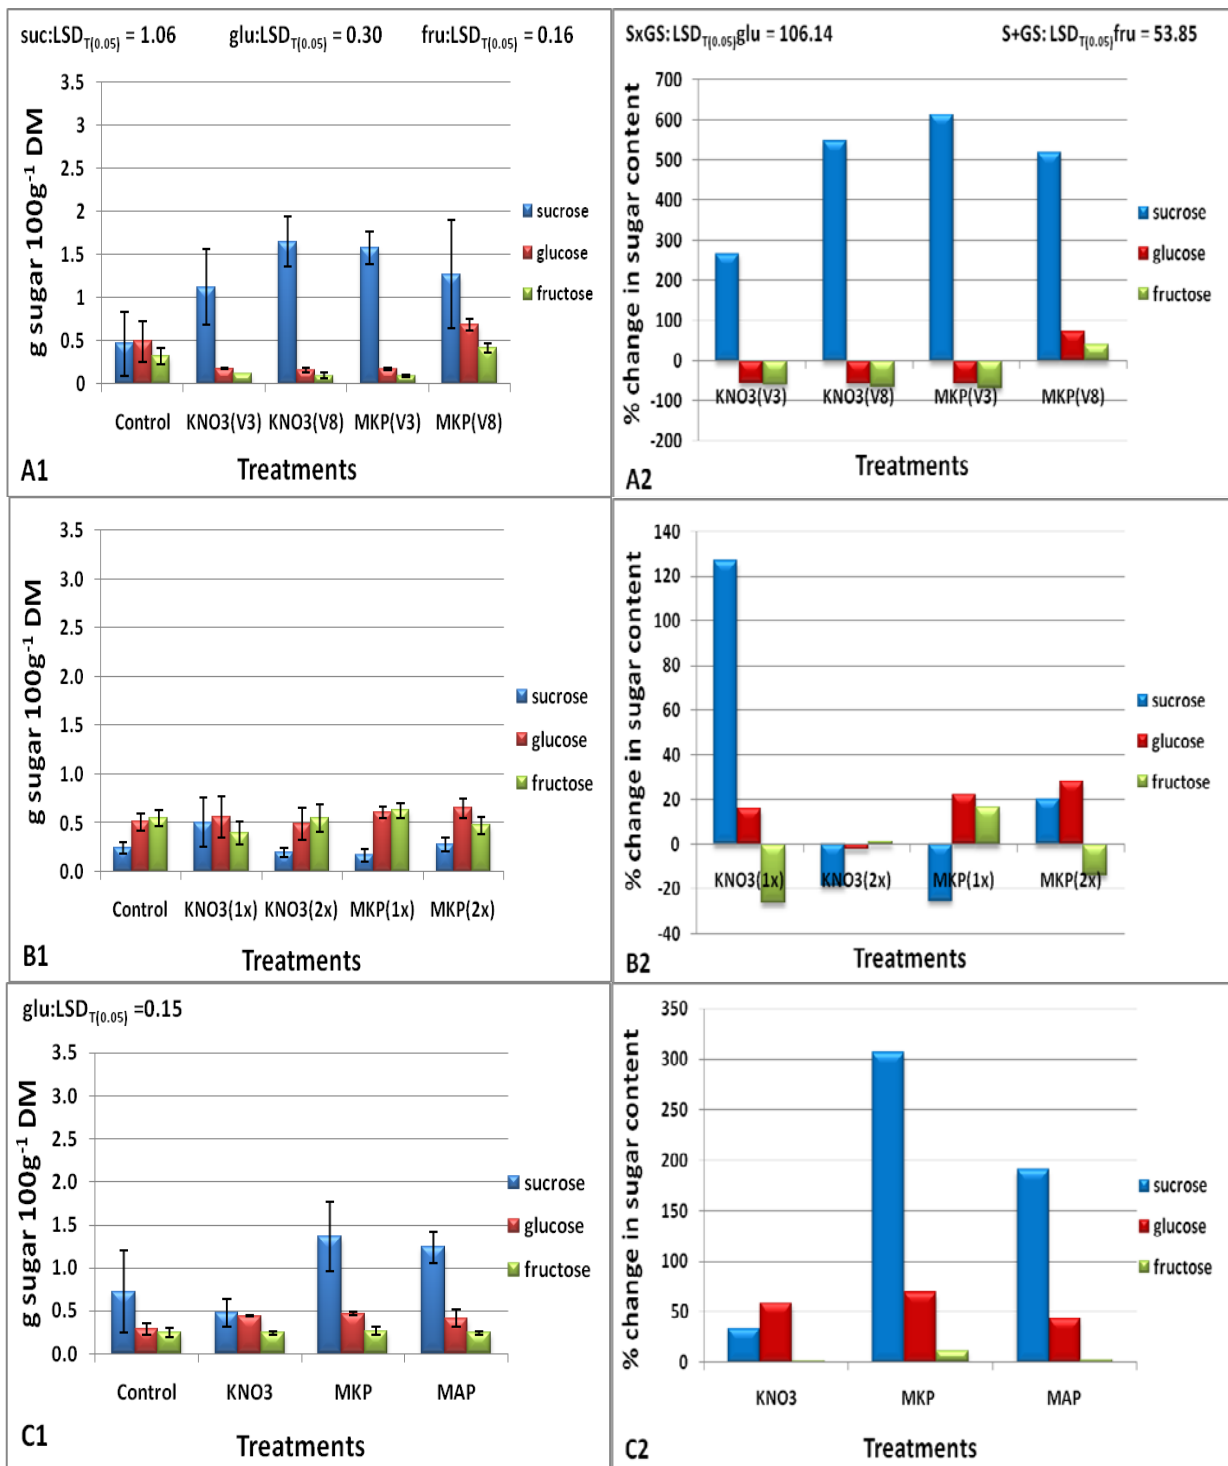 suc:LSD T(0.05) = 1.06 glu:LSD T(0.05) = 0.30 fru:LSD T(0.05) = 0.16
g sugar 100g⁻¹ DM
3.5
3
2.5
2
1.5
1
0.5
0
sucrose
glucose
fructose
Control KNO3(V3) KNO3(V8) MKP(V3) MKP(V8)
Treatments
A1
SxGS: LSD T(0.05) glu = 106.14 S+GS: LSD T(0.05) fru = 53.85
% change in sugar content
700
600
500
400
300
200
100
0
-100
-200
sucrose
glucose
fructose
KNO3(V3) KNO3(V8) MKP(V3) MKP(V8)
Treatments
A2
g sugar 100g⁻¹ DM
3.5
3.0
2.5
2.0
1.5
1.0
0.5
0.0
sucrose
glucose
fructose
Control KNO3(1x) KNO3(2x) MKP(1x) MKP(2x)
Treatments
B1
% change in sugar content
140
120
100
80
60
40
20
0
-20
-40
sucrose
glucose
fructose
KNO3(1x) KNO3(2x) MKP(1x) MKP(2x)
Treatments
B2
glu:LSD T(0.05) =0.15
g sugar 100g⁻¹ DM
3.5
3.0
2.5
2.0
1.5
1.0
0.5
0.0
sucrose
glucose
fructose
Control KNO3 MKP MAP
Treatments
C1
% change in sugar content
350
300
250
200
150
100
50
0
sucrose
glucose
fructose
KNO3 MKP MAP
Treatments
C2